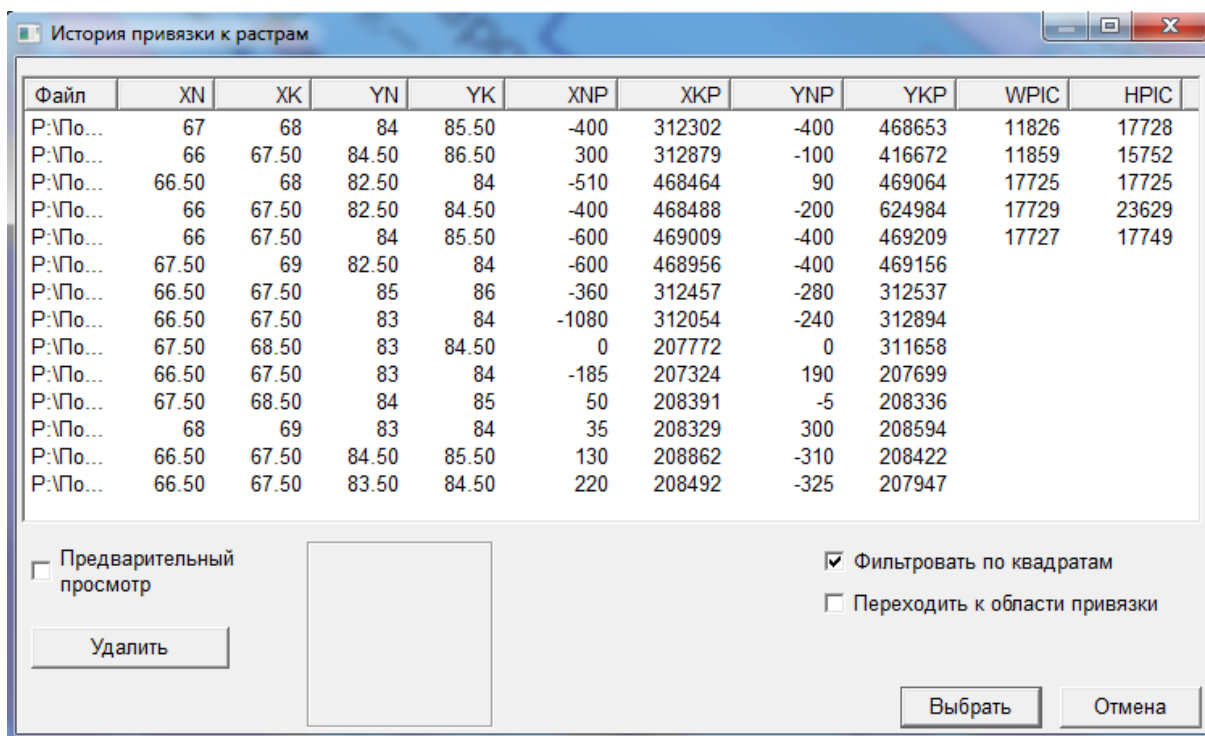 История привязки к растрам
Файл XN XK YN YK XNP XKP YNP YKP WPIC HPIC
P:\По... 67 68 84 85.50 -400 312302 -400 468653 11826 17728
P:\По... 66 67.50 84.50 86.50 300 312879 -100 416672 11859 15752
P:\По... 66.50 68 82.50 84 -510 468464 90 469064 17725 17725
P:\По... 66 67.50 82.50 84.50 -400 468488 -200 624984 17729 23629
P:\По... 66 67.50 84 85.50 -600 469009 -400 469209 17727 17749
P:\По... 67.50 69 82.50 84 -600 468956 -400 469156
P:\По... 66.50 67.50 85 86 -360 312457 -280 312537
P:\По... 66.50 67.50 83 84 -1080 312054 -240 312894
P:\По... 67.50 68.50 83 84.50 0 207772 0 311658
P:\По... 66.50 67.50 83 84 -185 207324 190 207699
P:\По... 67.50 68.50 84 85 50 208391 -5 208336
P:\По... 68 69 83 84 35 208329 300 208594
P:\По... 66.50 67.50 84.50 85.50 130 208862 -310 208422
P:\По... 66.50 67.50 83.50 84.50 220 208492 -325 207947
Предварительный
просмотр
Фильтровать по квадратам
Переходить к области привязки
Удалить
Выбрать Отмена